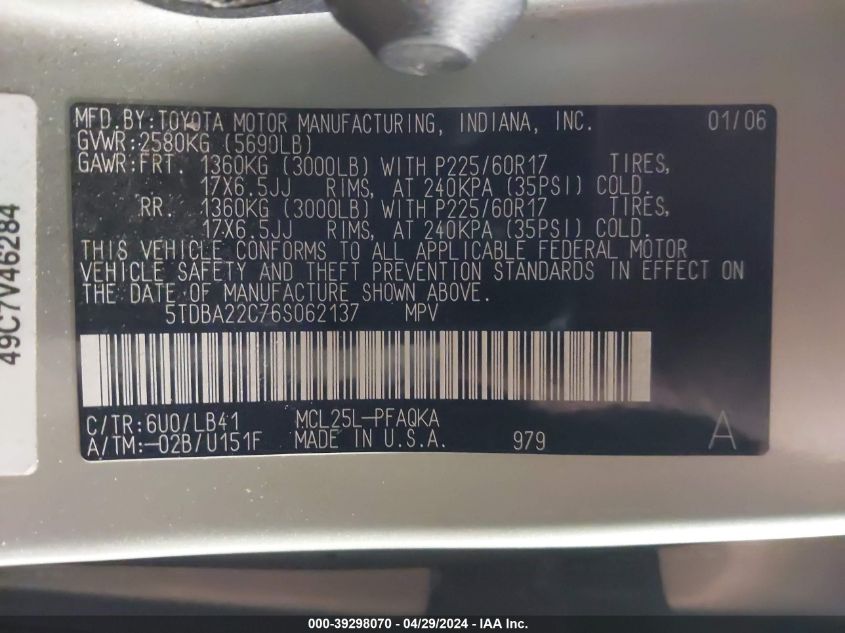 MFD.BY:TOYOTA MOTOR MANUFACTURING, INDIANA, INC. 01/06
GVWR:2580KG (5690LB)
GAWR:FRT. 1360KG (3000LB) WITH P225/60R17 TIRES,
17X6.5JJ RIMS, AT 240KPA (35PSI) COLD.
RR. 1360KG (3000LB) WITH P225/60R17 TIRES,
17X6.5JJ RIMS, AT 240KPA (35PSI) COLD.
THIS VEHICLE CONFORMS TO ALL APPLICABLE FEDERAL MOTOR
VEHICLE SAFETY AND THEFT PREVENTION STANDARDS IN EFFECT ON
THE DATE OF MANUFACTURE SHOWN ABOVE.
5TDBA22C76S062137 MPV
C/TR:6U0/LB41 MCL25L-PFAQKA
A/TM:-02B/U151F MADE IN U.S.A. 979 A
49C7V46284
000-39298070 - 04/29/2024 - IAA Inc.